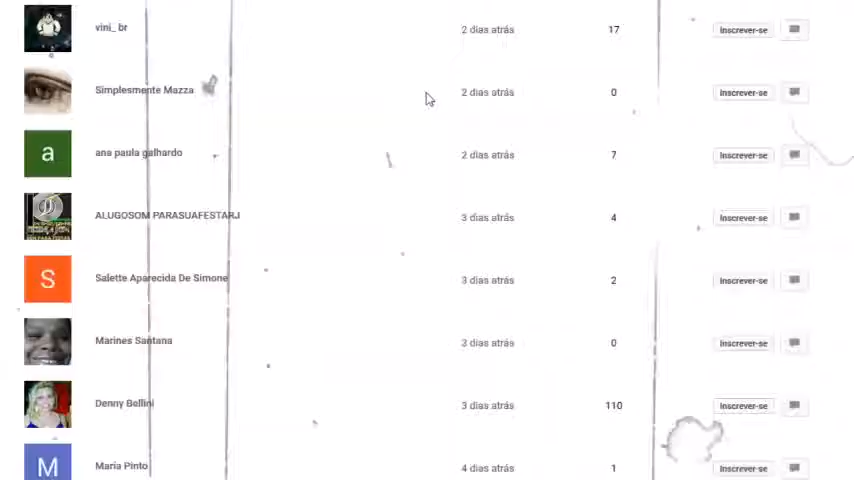 vini_ br 2 dias atrás 17 Inscrever-se
Simplesmente Mazza 2 dias atrás 0 Inscrever-se
a ana paula galhardo 2 dias atrás 7 Inscrever-se
ALUGOSOM PARASUAFESTARJ 3 dias atrás 4 Inscrever-se
S Salette Aparecida De Simone 3 dias atrás 2 Inscrever-se
Marines Santana 3 dias atrás 0 Inscrever-se
Denny Bellini 3 dias atrás 110 Inscrever-se
M Maria Pinto 4 dias atrás 1 Inscrever-se